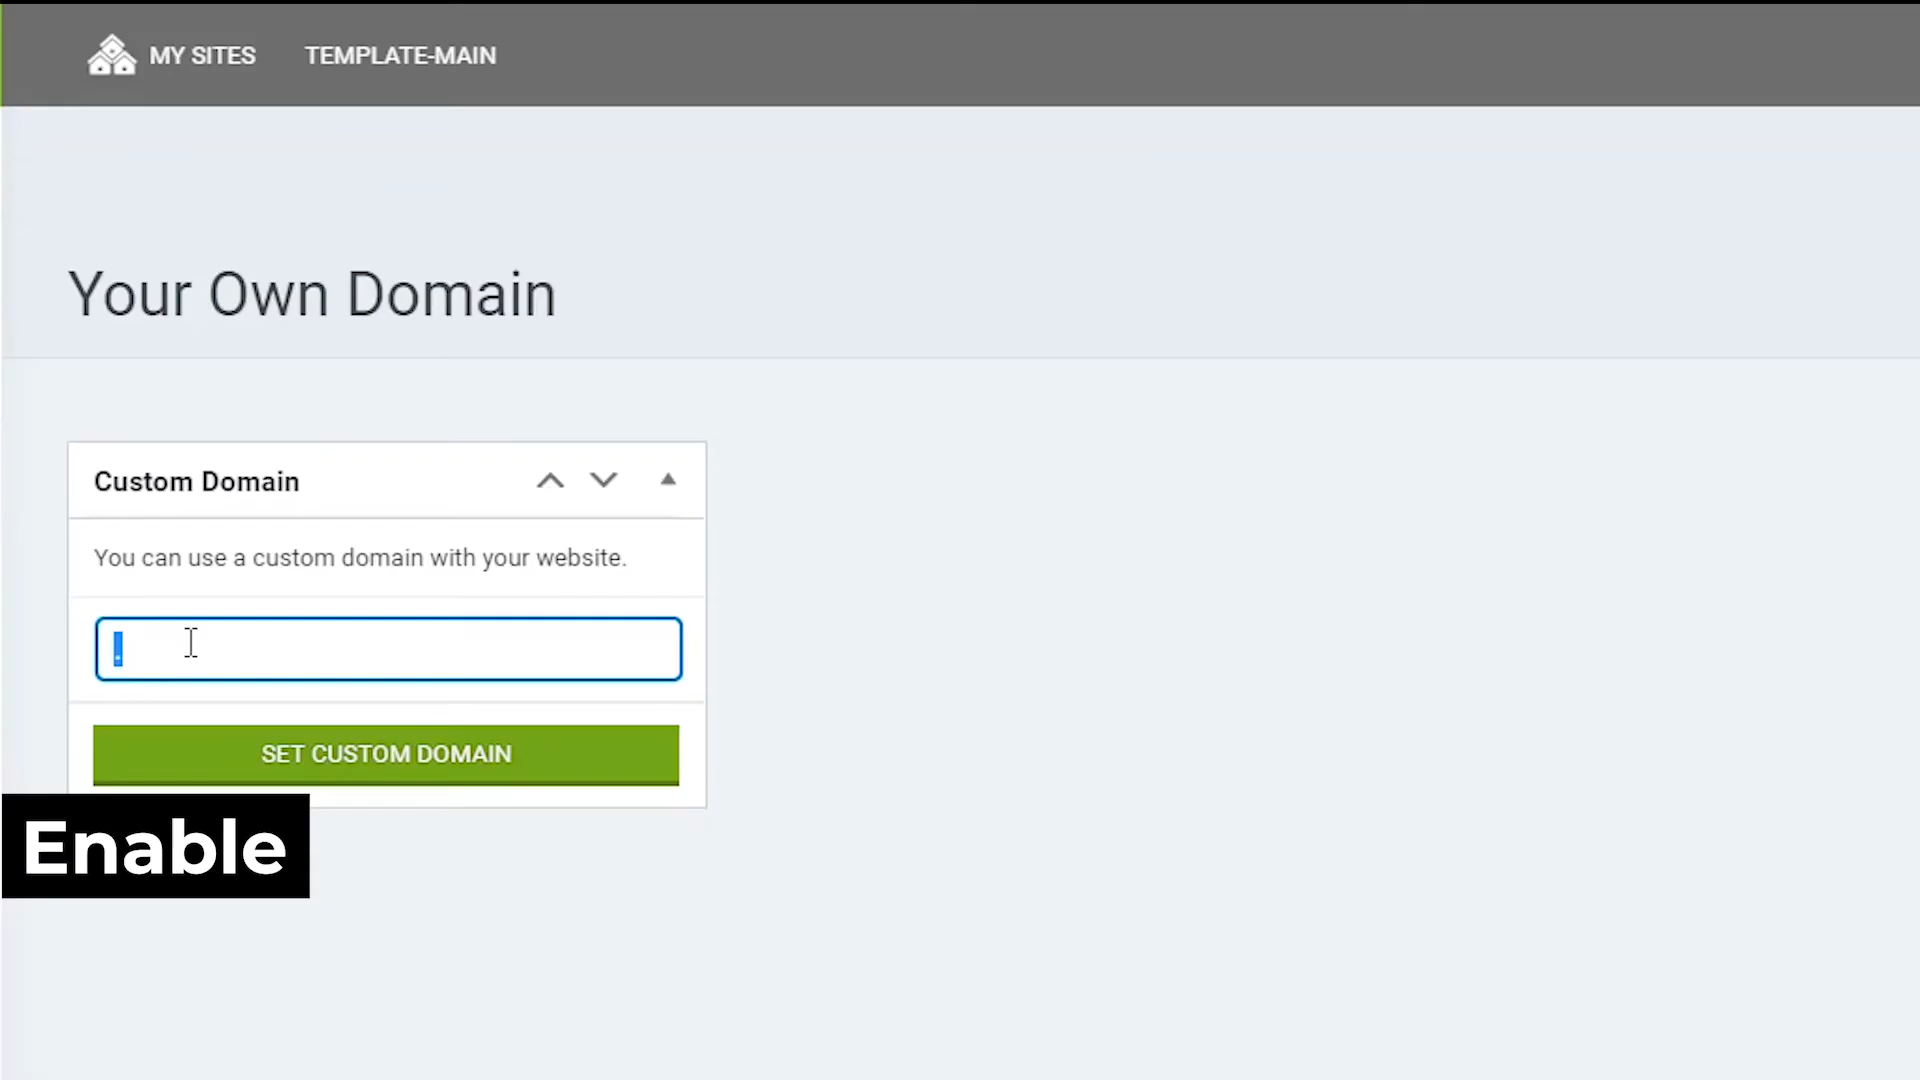 MY SITES TEMPLATE-MAIN
Your Own Domain
Custom Domain
You can use a custom domain with your website.
.
SET CUSTOM DOMAIN
Enable